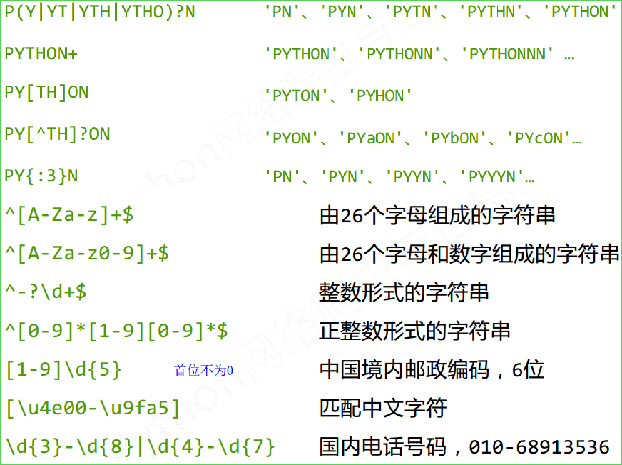 P(Y|YT|YTH|YTHO)?N 'PN'、'PYN'、'PYTN'、'PYTHN'、'PYTHON'
PYTHON+ 'PYTHON'、'PYTHONN'、'PYTHONNN' …
PY[TH]ON 'PYTON'、'PYHON'
PY[^TH]?ON 'PYON'、'PYaON'、'PYbON'、'PYcON'…
PY{:3}N 'PN'、'PYN'、'PYYN'、'PYYYN'…
^[A-Za-z]+$ 由26个字母组成的字符串
^[A-Za-z0-9]+$ 由26个字母和数字组成的字符串
^-?\d+$ 整数形式的字符串
^[0-9]*[1-9][0-9]*$ 正整数形式的字符串
[1-9]\d{5} 首位不为0 中国境内邮政编码，6位
[\u4e00-\u9fa5] 匹配中文字符
\d{3}-\d{8}|\d{4}-\d{7} 国内电话号码，010-68913536